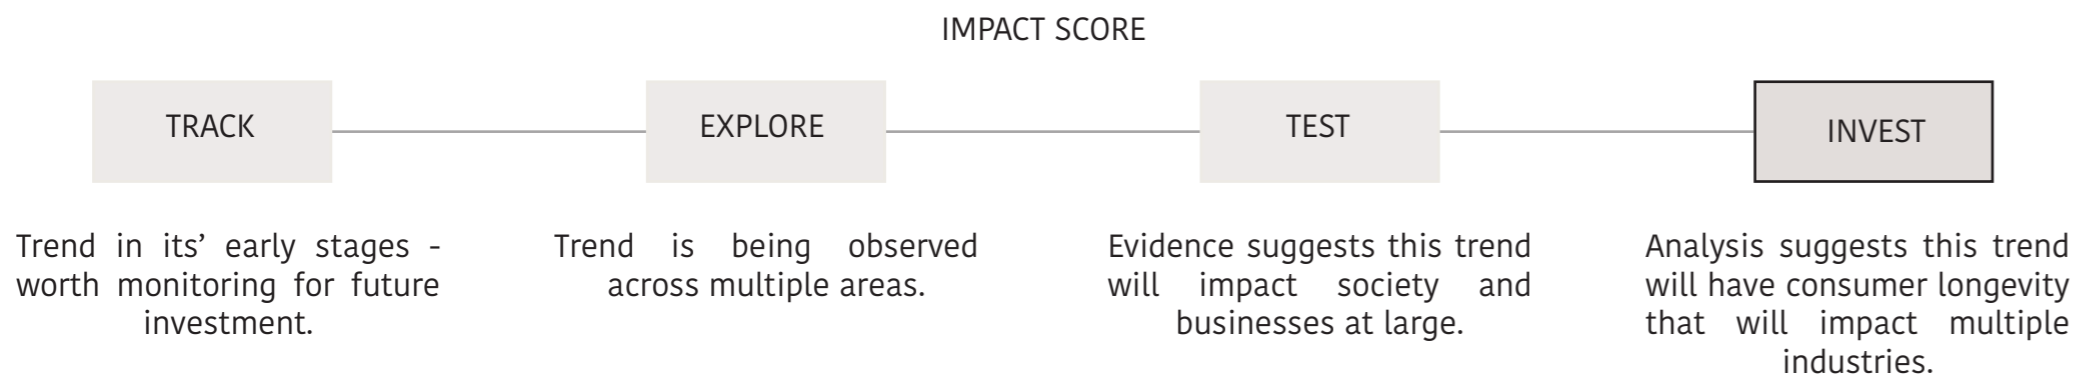 IMPACT SCORE
TRACK
EXPLORE
TEST
INVEST
Trend in its’ early stages -
worth monitoring for future
investment.
Trend is being observed
across multiple areas.
Evidence suggests this trend
will impact society and
businesses at large.
Analysis suggests this trend
will have consumer longevity
that will impact multiple
industries.